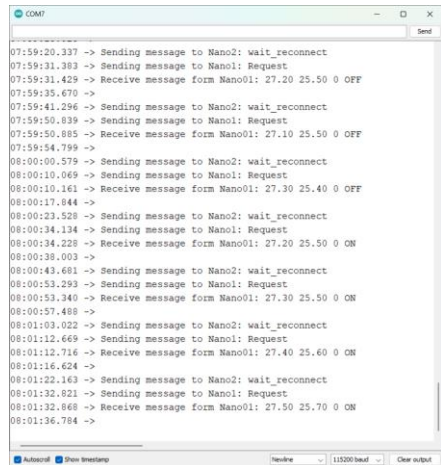 COM7
Send
07:59:20.337 -> Sending message to Nano2: wait_reconnect
07:59:31.383 -> Sending message to Nano1: Request
07:59:31.429 -> Receive message form Nano01: 27.20 25.50 0 OFF
07:59:35.670 ->
07:59:41.296 -> Sending message to Nano2: wait_reconnect
07:59:50.839 -> Sending message to Nano1: Request
07:59:50.885 -> Receive message form Nano01: 27.10 25.50 0 OFF
07:59:54.799 ->
08:00:00.579 -> Sending message to Nano2: wait_reconnect
08:00:10.069 -> Sending message to Nano1: Request
08:00:10.161 -> Receive message form Nano01: 27.30 25.40 0 OFF
08:00:17.844 ->
08:00:23.528 -> Sending message to Nano2: wait_reconnect
08:00:34.134 -> Sending message to Nano1: Request
08:00:34.228 -> Receive message form Nano01: 27.20 25.50 0 ON
08:00:38.003 ->
08:00:43.681 -> Sending message to Nano2: wait_reconnect
08:00:53.293 -> Sending message to Nano1: Request
08:00:53.340 -> Receive message form Nano01: 27.30 25.50 0 ON
08:00:57.488 ->
08:01:03.022 -> Sending message to Nano2: wait_reconnect
08:01:12.669 -> Sending message to Nano1: Request
08:01:12.716 -> Receive message form Nano01: 27.40 25.60 0 ON
08:01:16.624 ->
08:01:22.163 -> Sending message to Nano2: wait_reconnect
08:01:32.821 -> Sending message to Nano1: Request
08:01:32.868 -> Receive message form Nano01: 27.50 25.70 0 ON
08:01:36.784 ->
Autoscroll Show timestamp Newline 115200 baud Clear output